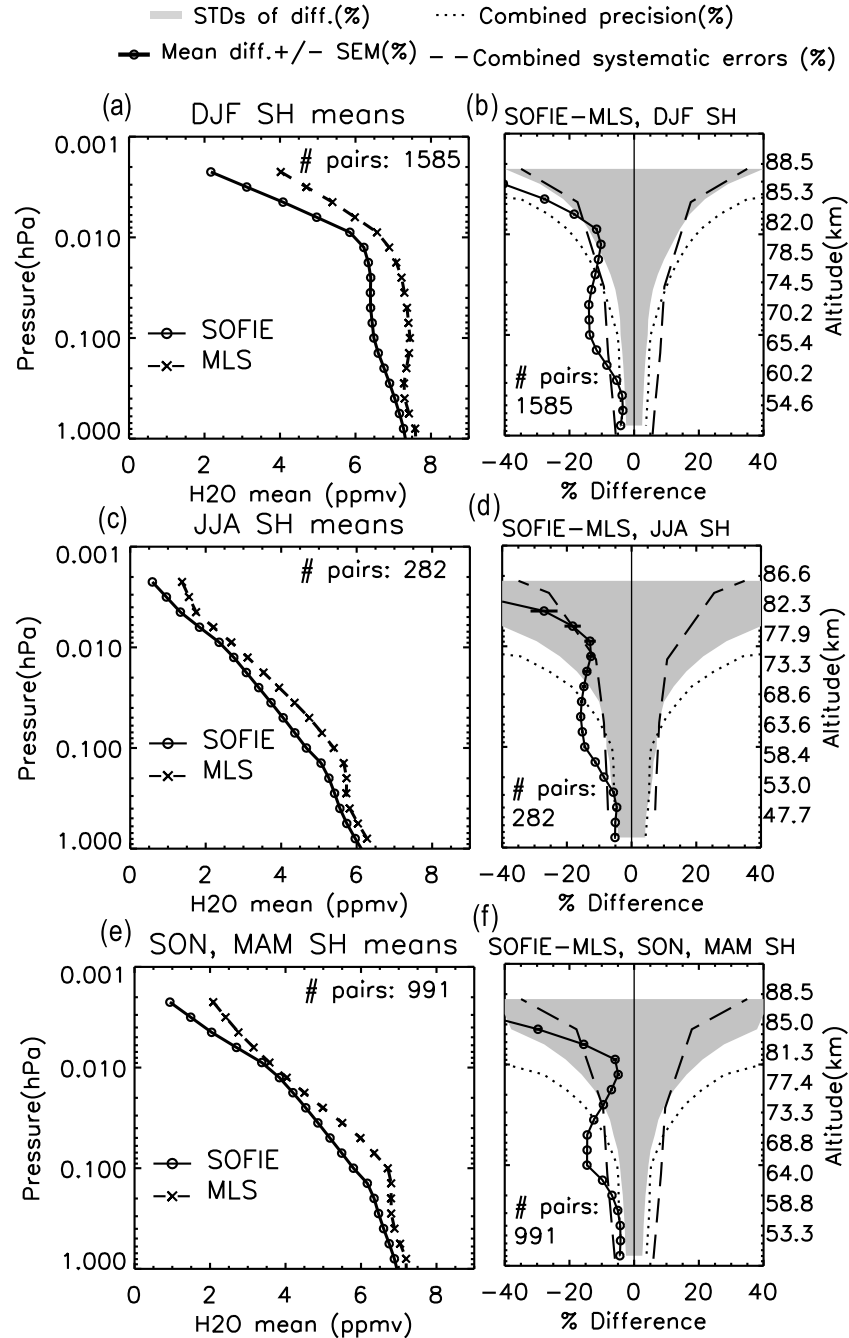 STDs of diff.(%) Combined precision(%)
Mean diff.+/− SEM(%) Combined systematic errors (%)
(a) DJF SH means
# pairs: 1585
Pressure(hPa)
0.001
0.010
0.100
1.000
SOFIE
MLS
0 2 4 6 8
H2O mean (ppmv)
(b) SOFIE−MLS, DJF SH
88.5
85.3
82.0
78.5
74.5
70.2
65.4
60.2
54.6
Altitude(km)
# pairs:
1585
−40 −20 0 20 40
% Difference
(c) JJA SH means
# pairs: 282
Pressure(hPa)
0.001
0.010
0.100
1.000
SOFIE
MLS
0 2 4 6 8
H2O mean (ppmv)
(d) SOFIE−MLS, JJA SH
86.6
82.3
77.9
73.3
68.6
63.6
58.4
53.0
47.7
Altitude(km)
# pairs:
282
−40 −20 0 20 40
% Difference
(e) SON, MAM SH means
# pairs: 991
Pressure(hPa)
0.001
0.010
0.100
1.000
SOFIE
MLS
0 2 4 6 8
H2O mean (ppmv)
(f) SOFIE−MLS, SON, MAM SH
88.5
85.0
81.3
77.4
73.3
68.8
64.0
58.8
53.3
Altitude(km)
# pairs:
991
−40 −20 0 20 40
% Difference